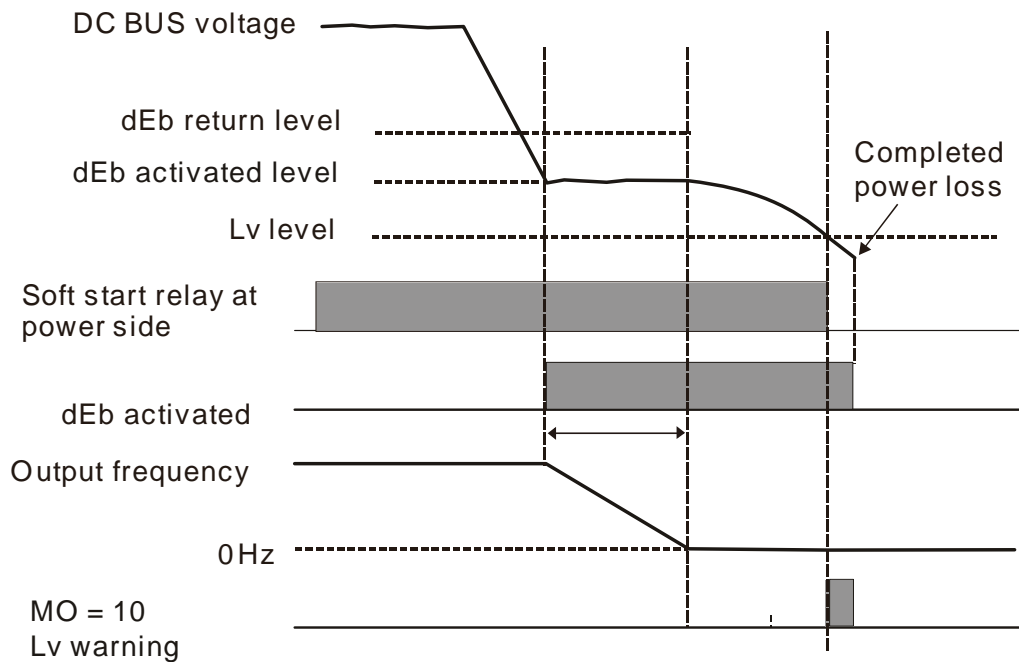 DC BUS voltage
dEb return level
dEb activated level
Completed
power loss
Lv level
Soft start relay at
power side
dEb activated
Output frequency
0Hz
MO = 10
Lv warning